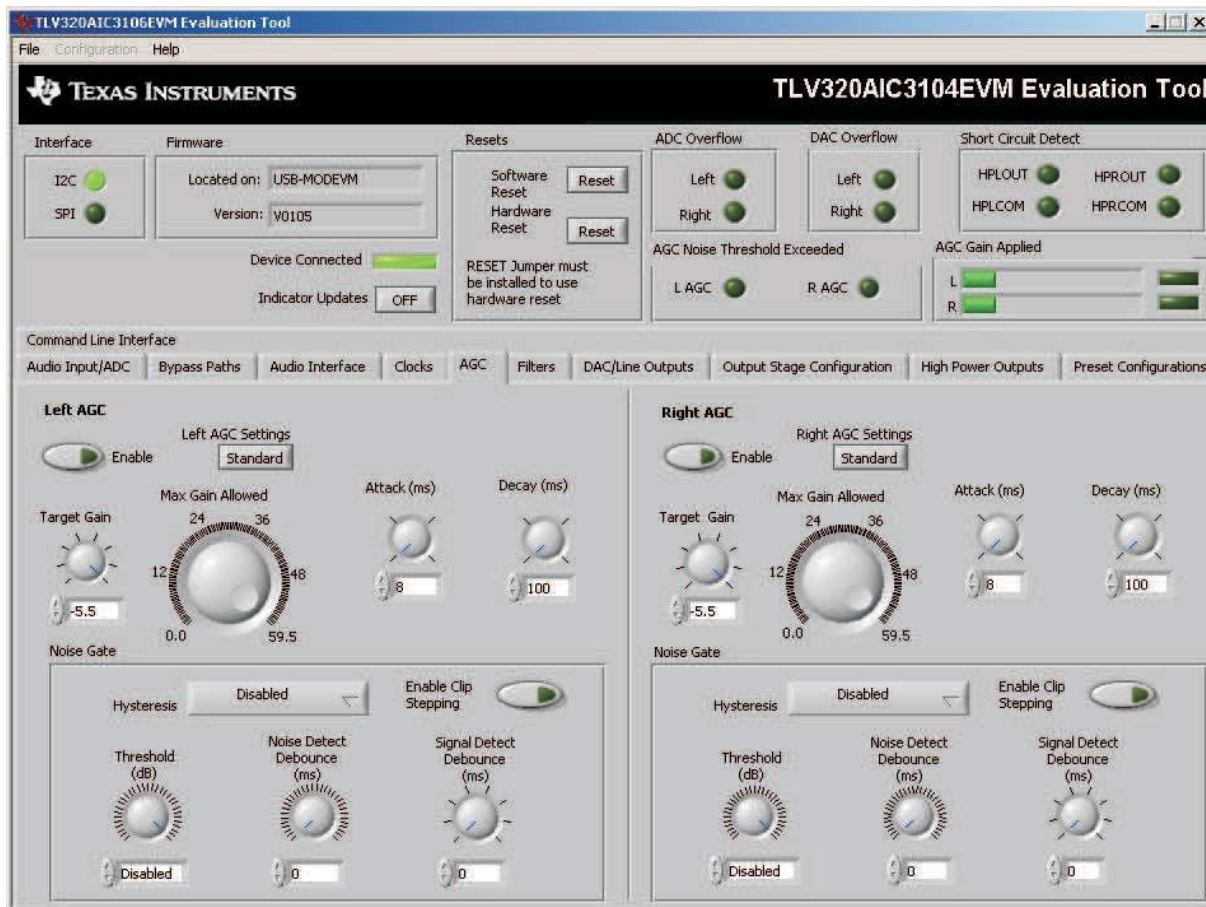 TLV320AIC3106EVM Evaluation Tool
File Configuration Help
TEXAS INSTRUMENTS
TLV320AIC3104EVM Evaluation Tool
Interface
I2C
SPI
Firmware
Located on: USB-MODEVM
Version: V0105
Device Connected
Indicator Updates OFF
Resets
Software Reset Reset
Hardware Reset Reset
RESET Jumper must
be installed to use
hardware reset
ADC Overflow
Left
Right
DAC Overflow
Left
Right
Short Circuit Detect
HPLOUT HPROUT
HPLCOM HPRCOM
AGC Noise Threshold Exceeded
L AGC R AGC
AGC Gain Applied
L
R
Command Line Interface
Audio Input/ADC Bypass Paths Audio Interface Clocks AGC Filters DAC/Line Outputs Output Stage Configuration High Power Outputs Preset Configurations
Left AGC
Enable
Left AGC Settings
Standard
Target Gain
-5.5
Max Gain Allowed
0.0 12 24 36 48 59.5
Attack (ms)
8
Decay (ms)
100
Noise Gate
Hysteresis Disabled
Enable Clip
Stepping
Threshold
(dB)
Disabled
Noise Detect
Debounce
(ms)
0
Signal Detect
Debounce
(ms)
0
Right AGC
Enable
Right AGC Settings
Standard
Target Gain
-5.5
Max Gain Allowed
0.0 12 24 36 48 59.5
Attack (ms)
8
Decay (ms)
100
Noise Gate
Hysteresis Disabled
Enable Clip
Stepping
Threshold
(dB)
Disabled
Noise Detect
Debounce
(ms)
0
Signal Detect
Debounce
(ms)
0